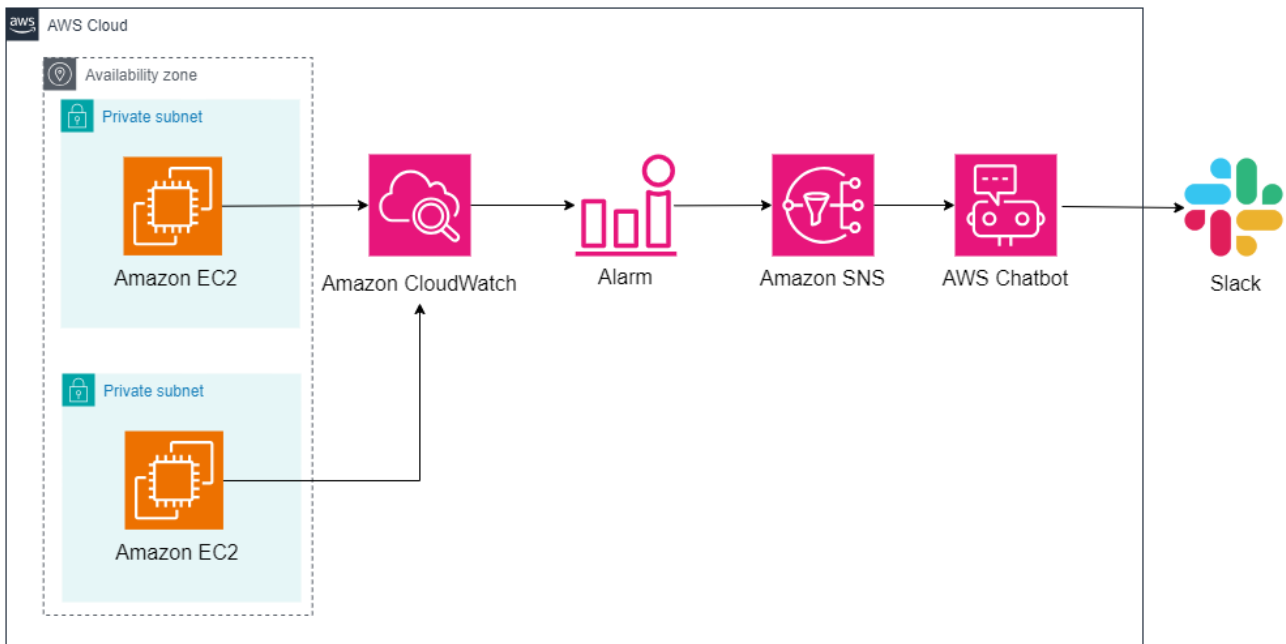 aws
AWS Cloud
Availability zone
Private subnet
Amazon EC2
Amazon CloudWatch
Alarm
Amazon SNS
AWS Chatbot
Slack
Private subnet
Amazon EC2